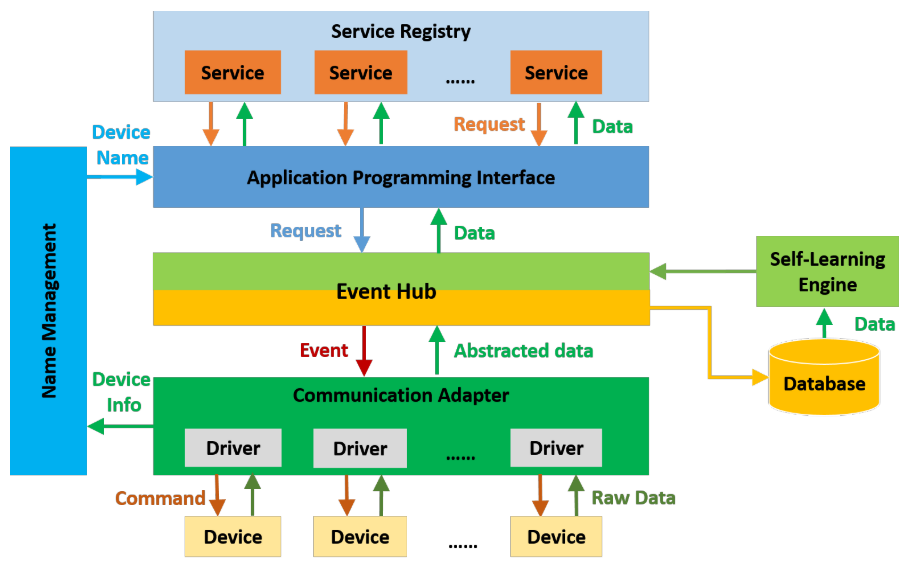 Service Registry
Service
Service
......
Service
Device
Name
Request
Data
Application Programming Interface
Name Management
Request
Data
Event Hub
Self-Learning
Engine
Event
Abstracted data
Data
Database
Device
Info
Communication Adapter
Driver
Driver
......
Driver
Command
Raw Data
Device
Device
......
Device